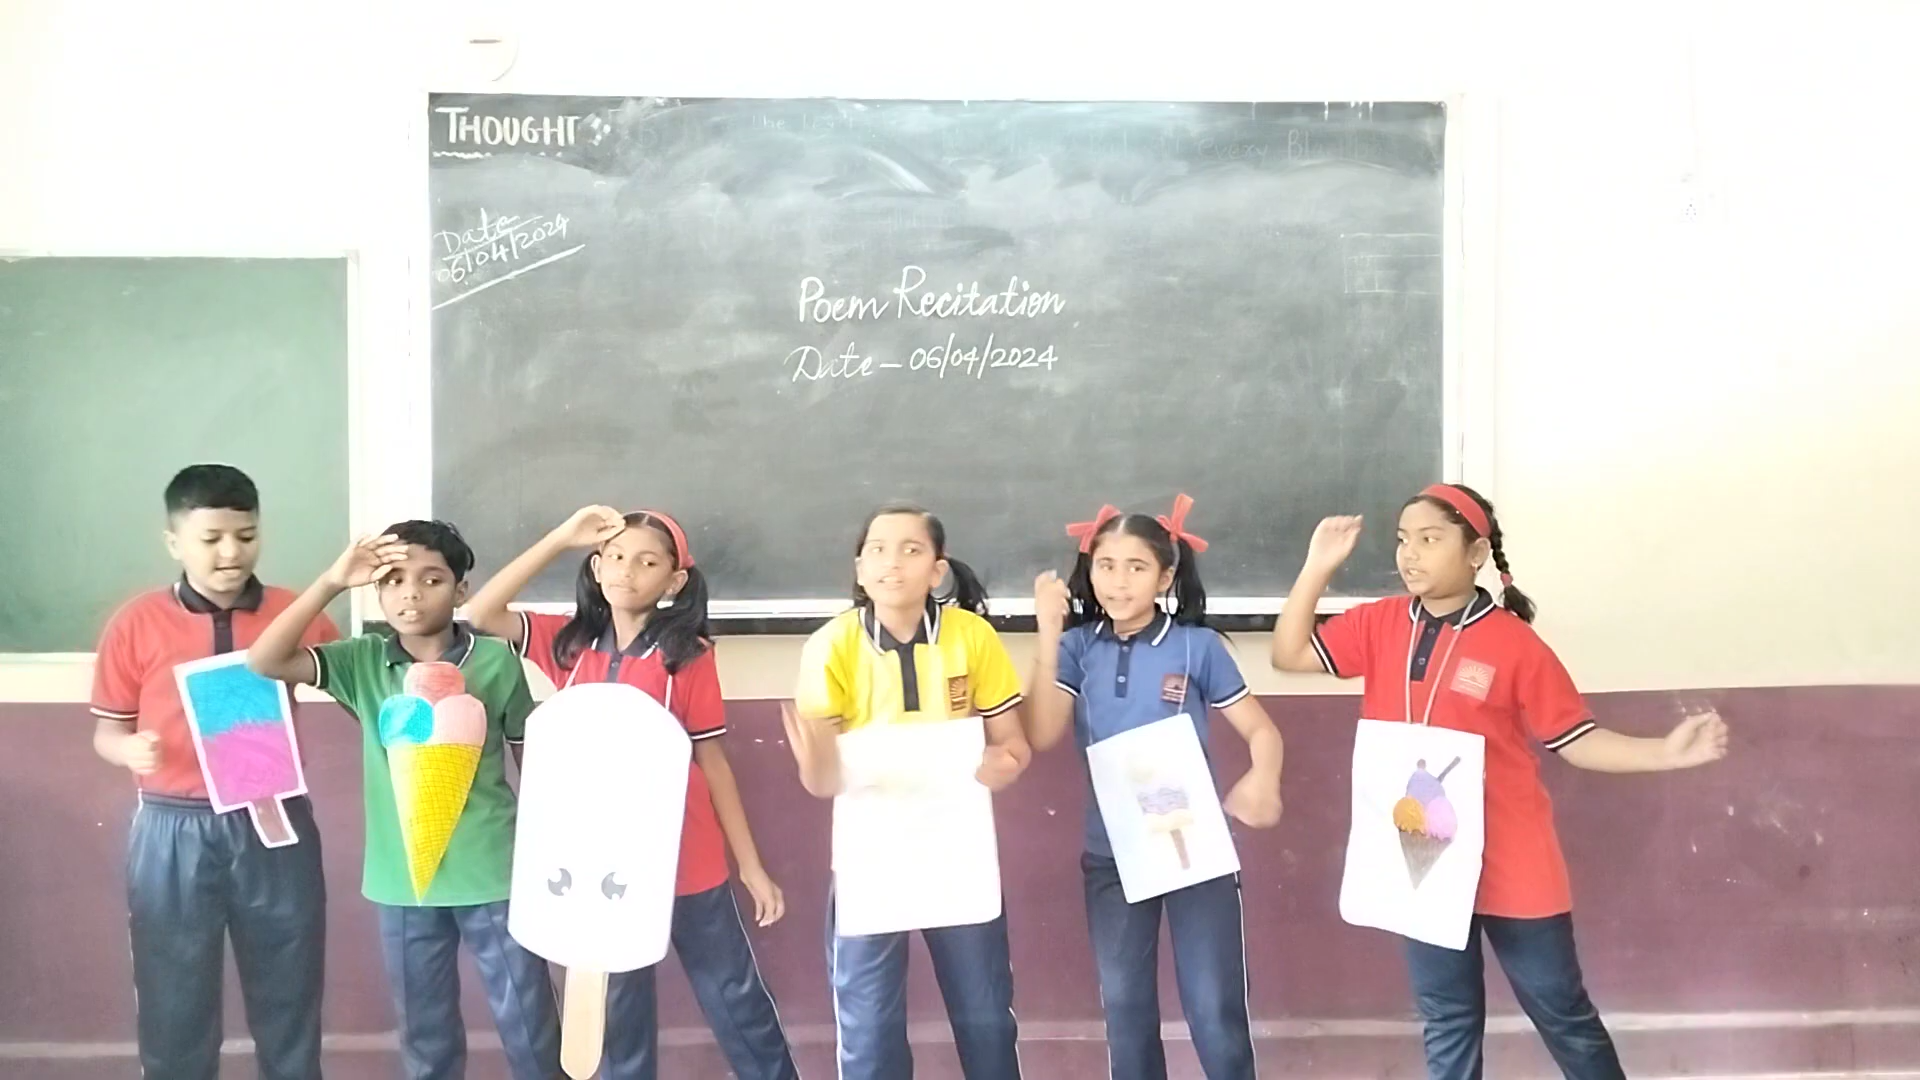 THOUGHT :
Date
06/04/2024
Poem Recitation
Date - 06/04/2024